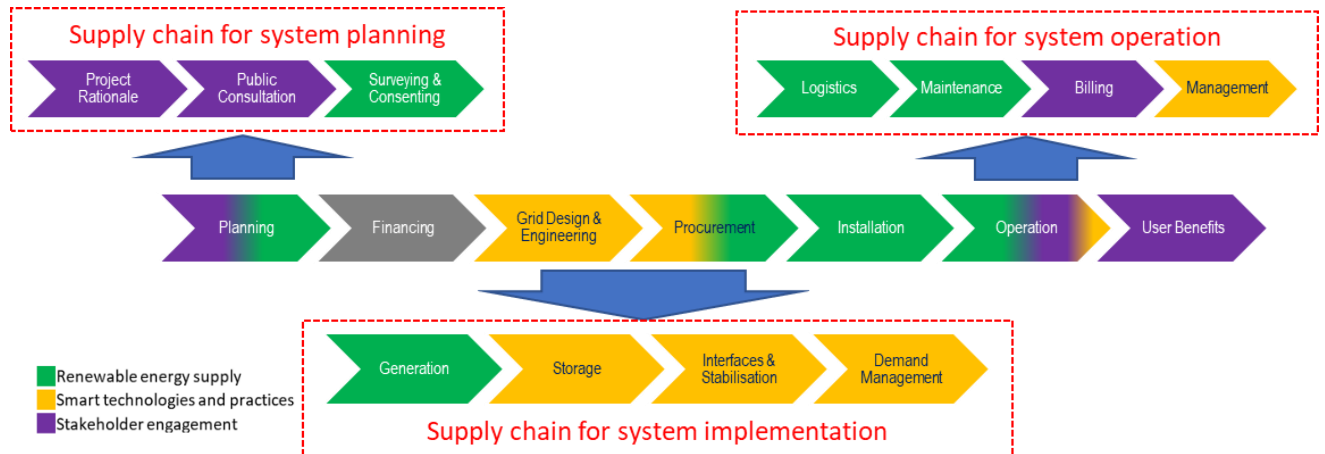 Supply chain for system planning
Project
Rationale
Public
Consultation
Surveying &
Consenting
Supply chain for system operation
Logistics
Maintenance
Billing
Management
Planning
Financing
Grid Design &
Engineering
Procurement
Installation
Operation
User Benefits
Generation
Storage
Interfaces &
Stabilisation
Demand
Management
Supply chain for system implementation
Renewable energy supply
Smart technologies and practices
Stakeholder engagement